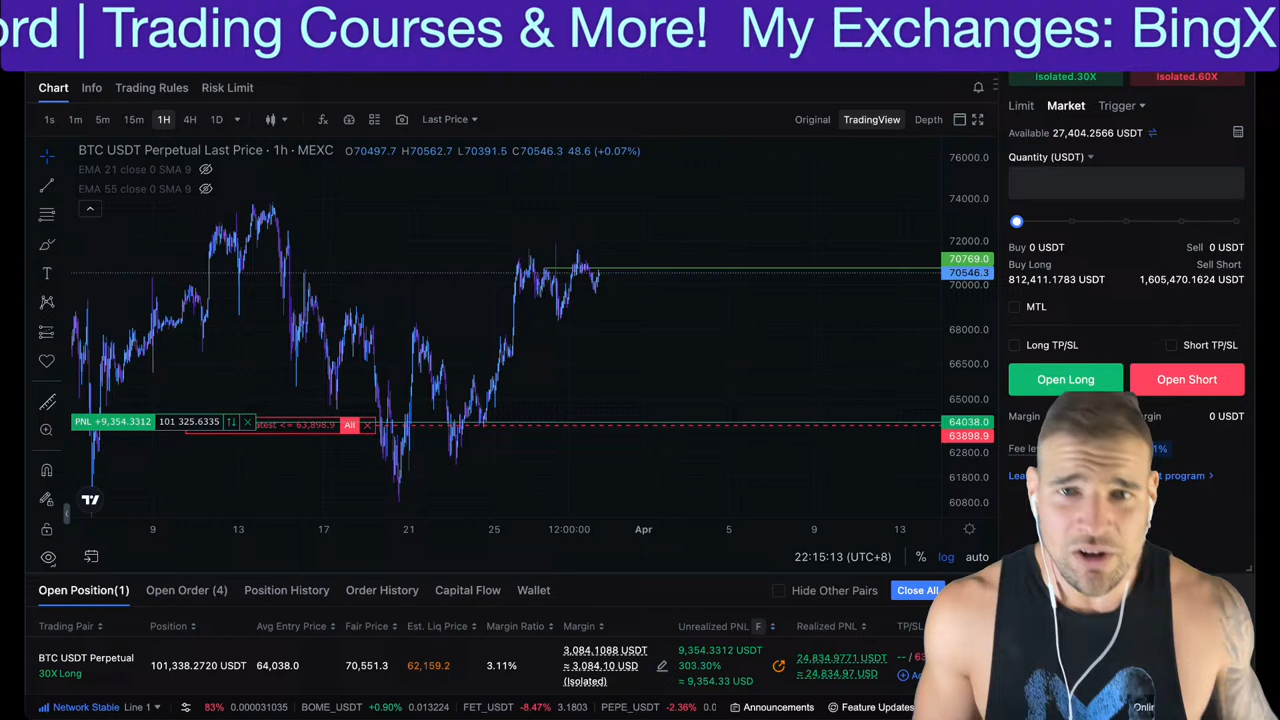 ord | Trading Courses & More! My Exchanges: BingX
Isolated.30X Isolated.60X
Chart Info Trading Rules Risk Limit
Limit Market Trigger
1s 1m 5m 15m 1H 4H 1D Last Price Original TradingView Depth
Available 27,404.2566 USDT
BTC USDT Perpetual Last Price · 1h · MEXC O70497.7 H70562.7 L70391.5 C70546.3 48.6 (+0.07%)
EMA 21 close 0 SMA 9
EMA 55 close 0 SMA 9
Quantity (USDT)
76000.0
74000.0
72000.0
70769.0
70546.3
70000.0
68000.0
66500.0
65000.0
64038.0
63898.9
62800.0
61800.0
60800.0
Buy 0 USDT Sell 0 USDT
Buy Long Sell Short
812,411.1783 USDT 1,605,470.1624 USDT
MTL
Long TP/SL Short TP/SL
Open Long Open Short
Margin 0 USDT
1%
t program >
PNL +9,354.3312 101 325.6335
atest <= 63,898.9 All
9 13 17 21 25 12:00:00 Apr 5 9 13
22:15:13 (UTC+8) % log auto
Open Position(1) Open Order (4) Position History Order History Capital Flow Wallet Hide Other Pairs Close All
Trading Pair Position Avg Entry Price Fair Price Est. Liq Price Margin Ratio Margin Unrealized PNL F Realized PNL TP/SL
BTC USDT Perpetual
30X Long
101,338.2720 USDT 64,038.0 70,551.3 62,159.2 3.11%
3,084.1088 USDT
≈ 3,084.10 USD
(Isolated)
9,354.3312 USDT
303.30%
≈ 9,354.33 USD
24,834.9771 USDT
≈ 24,834.97 USD
-- / 63
Network Stable Line 1 83% 0.000031035 BOME_USDT +0.90% 0.013224 FET_USDT -8.47% 3.1803 PEPE_USDT -2.36% 0. Announcements Feature Updates Onlin